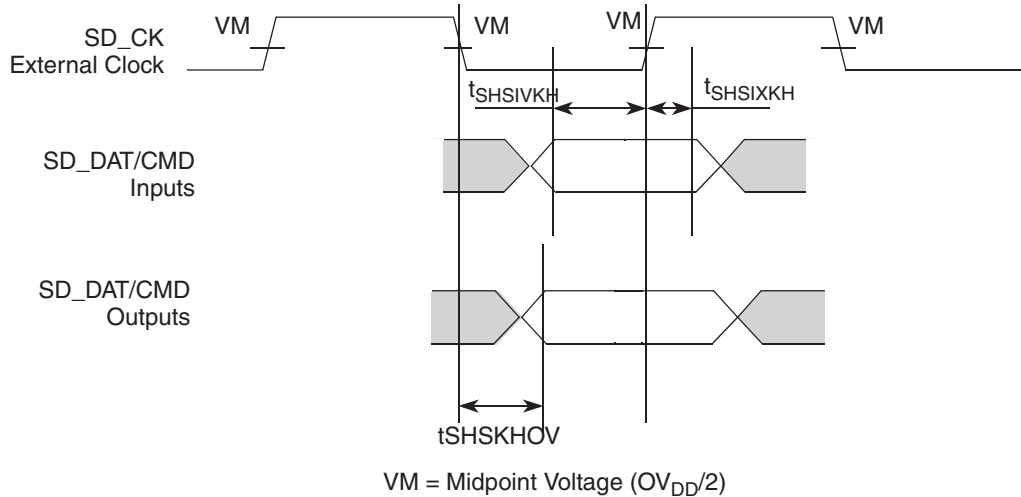 SD_CK
External Clock
VM
VM
VM
VM
tSHSIVKH
tSHSIXKH
SD_DAT/CMD
Inputs
SD_DAT/CMD
Outputs
tSHSKHOV
VM = Midpoint Voltage (OVDD/2)